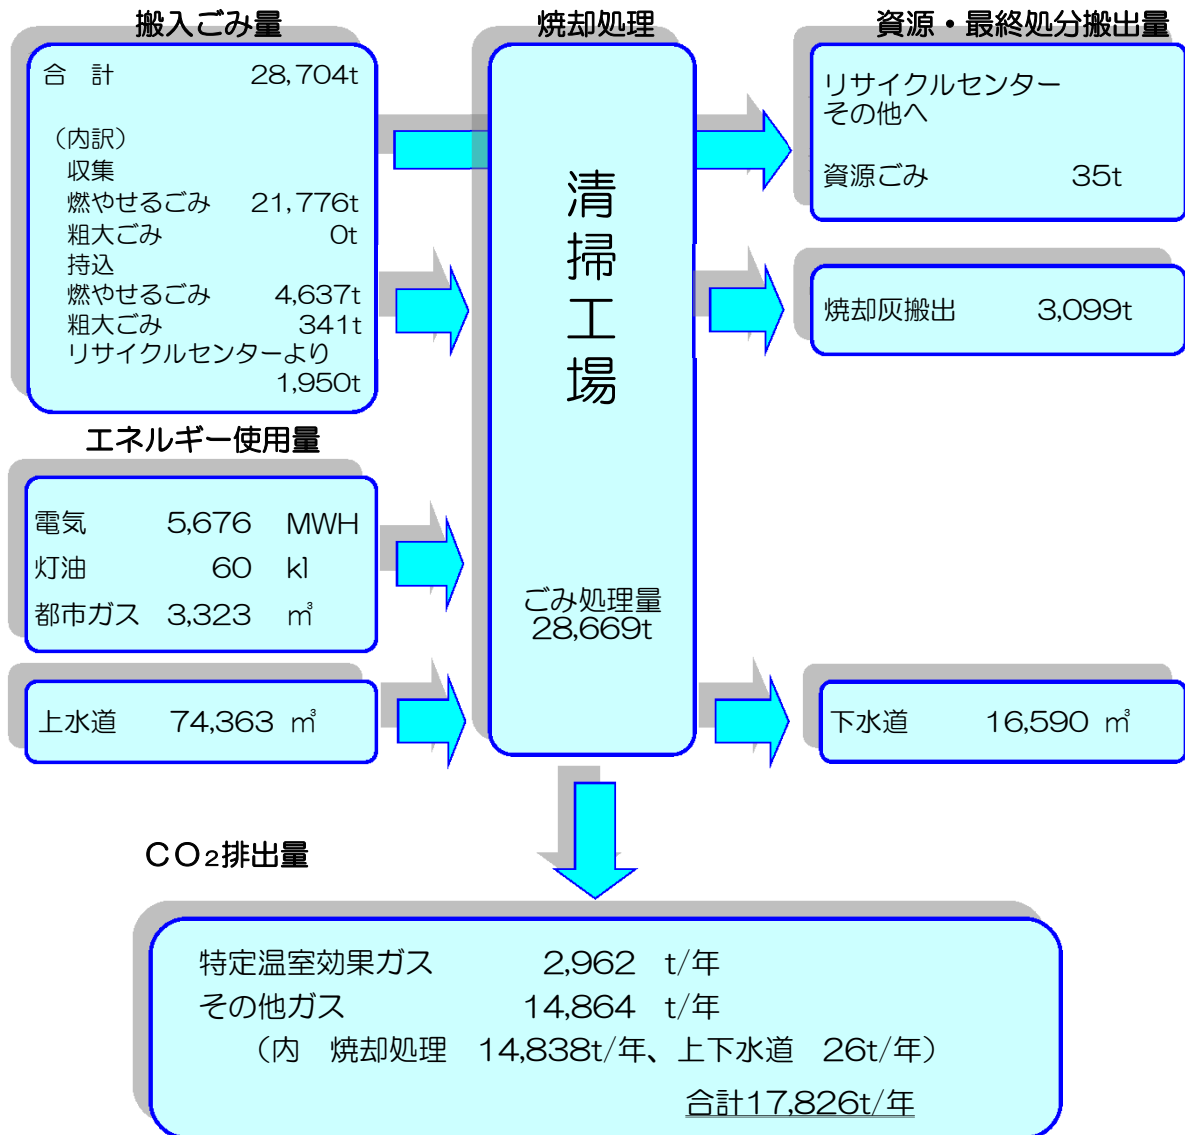 搬入ごみ量
合　計　28,704t
（内訳）
収集
燃やせるごみ　21,776t
粗大ごみ　0t
持込
燃やせるごみ　4,637t
粗大ごみ　341t
リサイクルセンターより
1,950t
エネルギー使用量
電気　5,676　MWH
灯油　60　kl
都市ガス　3,323　㎥
上水道　74,363　㎥
焼却処理
清掃工場
ごみ処理量
28,669t
資源・最終処分搬出量
リサイクルセンター
その他へ
資源ごみ　35t
焼却灰搬出　3,099t
下水道　16,590　㎥
ＣＯ₂排出量
特定温室効果ガス　2,962　t/年
その他ガス　14,864　t/年
（内　焼却処理　14,838t/年、上下水道　26t/年）
合計17,826t/年